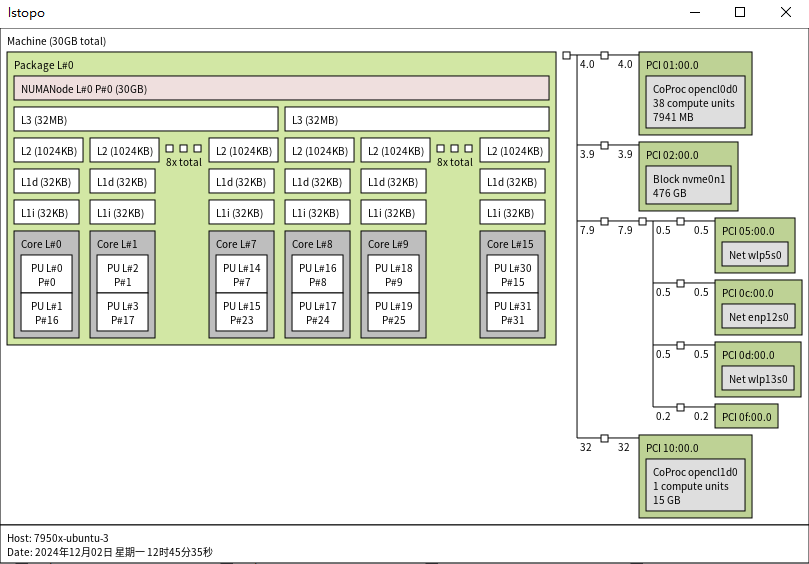 lstopo
Machine (30GB total)
Package L#0
NUMANode L#0 P#0 (30GB)
L3 (32MB) L3 (32MB)
L2 (1024KB) L2 (1024KB) 8x total L2 (1024KB) L2 (1024KB) L2 (1024KB) 8x total L2 (1024KB)
L1d (32KB) L1d (32KB) L1d (32KB) L1d (32KB) L1d (32KB) L1d (32KB)
L1i (32KB) L1i (32KB) L1i (32KB) L1i (32KB) L1i (32KB) L1i (32KB)
Core L#0 Core L#1 Core L#7 Core L#8 Core L#9 Core L#15
PU L#0 PU L#2 PU L#14 PU L#16 PU L#18 PU L#30
P#0 P#1 P#7 P#8 P#9 P#15
PU L#1 PU L#3 PU L#15 PU L#17 PU L#19 PU L#31
P#16 P#17 P#23 P#24 P#25 P#31
4.0 4.0 PCI 01:00.0
CoProc opencl0d0
38 compute units
7941 MB
3.9 3.9 PCI 02:00.0
Block nvme0n1
476 GB
7.9 7.9 0.5 0.5 PCI 05:00.0
Net wlp5s0
0.5 0.5 PCI 0c:00.0
Net enp12s0
0.5 0.5 PCI 0d:00.0
Net wlp13s0
0.2 0.2 PCI 0f:00.0
32 32 PCI 10:00.0
CoProc opencl1d0
1 compute units
15 GB
Host: 7950x-ubuntu-3
Date: 2024年12月02日 星期一 12时45分35秒